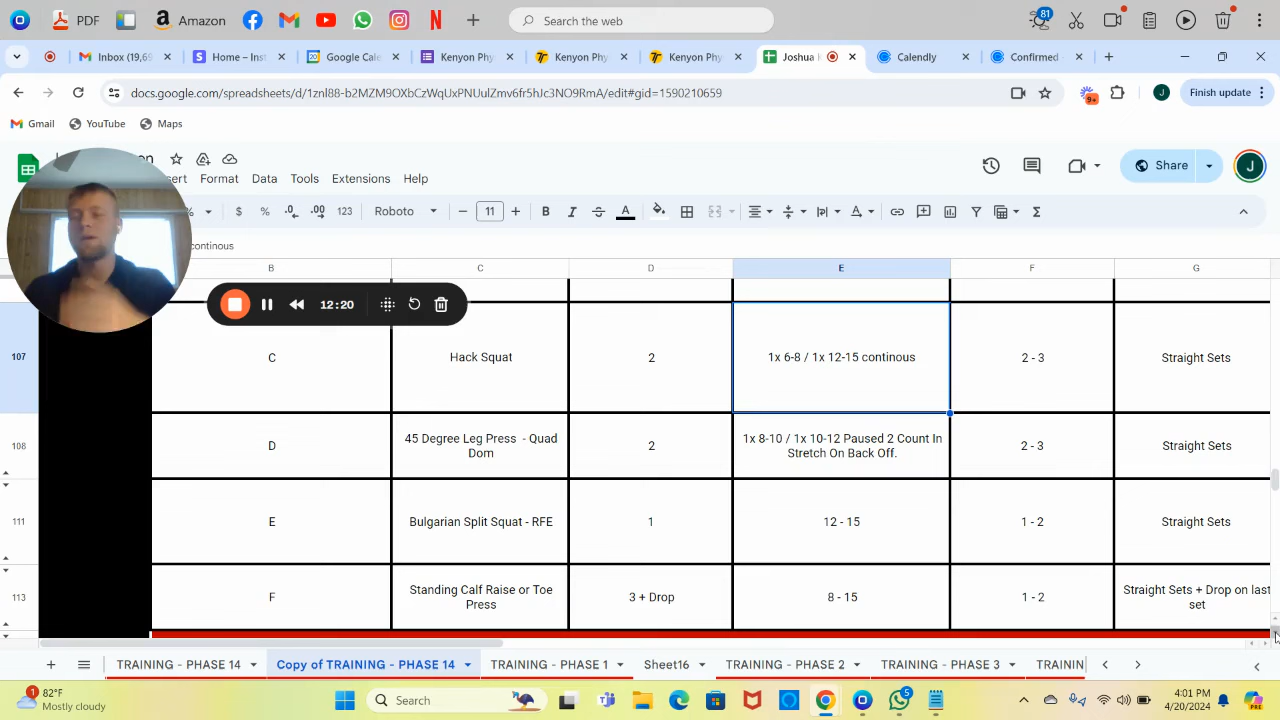 PDF
Amazon
Search the web
81
Inbox (19,69
Home – Inst
Google Cale
Kenyon Phy
Kenyon Phy
Kenyon Phy
Joshua
Calendly
Confirmed
docs.google.com/spreadsheets/d/1znl88-b2MZM9OXbCzWqUxPNUulZmv6fr5hJc3NO9RmA/edit#gid=1590210659
9+
J
Finish update
Gmail
YouTube
Maps
Format
Data
Tools
Extensions
Help
Share
J
%
$
%
.0
.00
123
Roboto
11
B
I
S
A
continous
B
C
D
E
F
G
12:20
107
C
Hack Squat
2
1x 6-8 / 1x 12-15 continous
2 - 3
Straight Sets
108
D
45 Degree Leg Press - Quad
Dom
2
1x 8-10 / 1x 10-12 Paused 2 Count In
Stretch On Back Off.
2 - 3
Straight Sets
111
E
Bulgarian Split Squat - RFE
1
12 - 15
1 - 2
Straight Sets
113
F
Standing Calf Raise or Toe
Press
3 + Drop
8 - 15
1 - 2
Straight Sets + Drop on last
set
TRAINING - PHASE 14
Copy of TRAINING - PHASE 14
TRAINING - PHASE 1
Sheet16
TRAINING - PHASE 2
TRAINING - PHASE 3
TRAININ
1
82°F
Mostly cloudy
Search
5
4:01 PM
4/20/2024
PRE